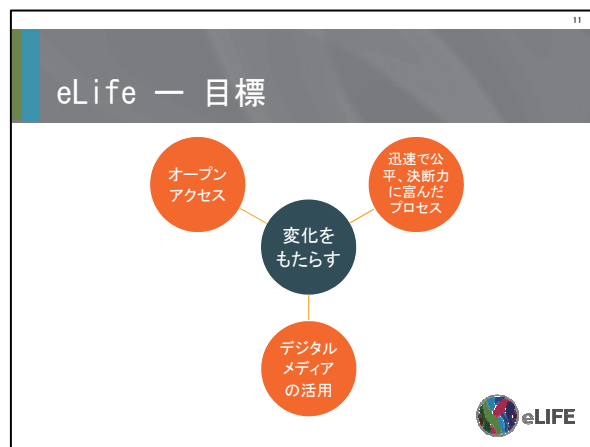 11
eLife ― 目標
オープン
アクセス
迅速で公
平、決断力
に富んだ
プロセス
変化を
もたらす
デジタル
メディア
の活用
eLIFE